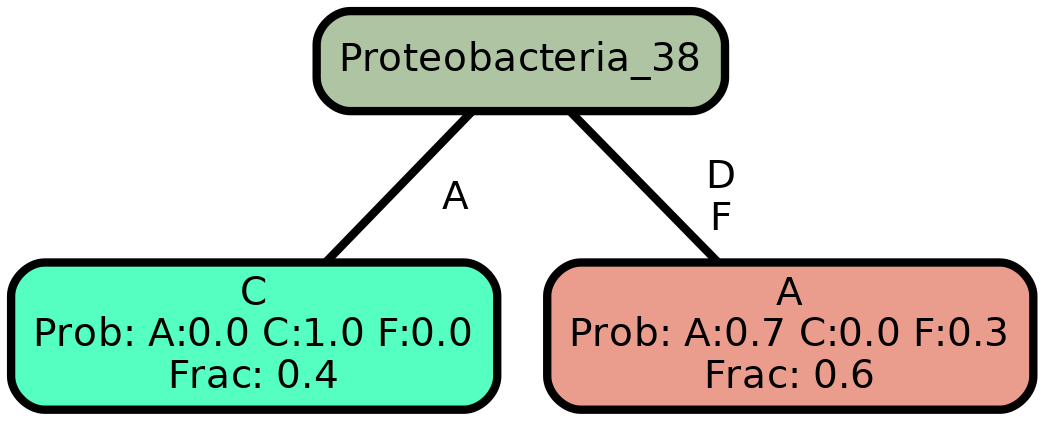 Proteobacteria_38
A
D
F
C
Prob: A:0.0 C:1.0 F:0.0
Frac: 0.4
A
Prob: A:0.7 C:0.0 F:0.3
Frac: 0.6